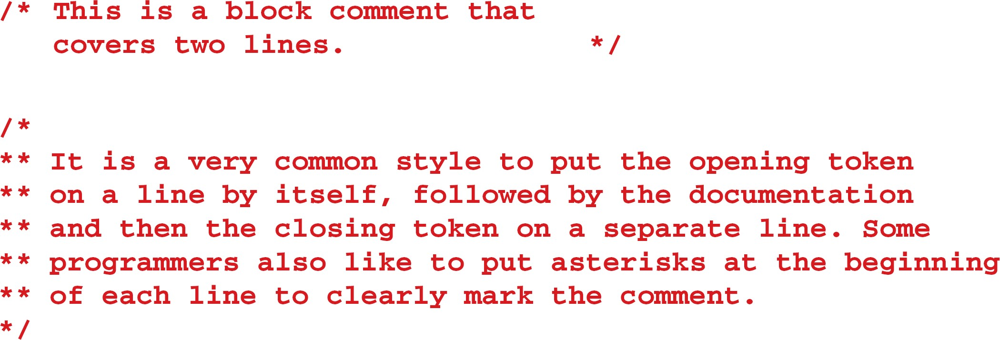 /* This is a block comment that
   covers two lines.              */
/*
** It is a very common style to put the opening token
** on a line by itself, followed by the documentation
** and then the closing token on a separate line. Some
** programmers also like to put asterisks at the beginning
** of each line to clearly mark the comment.
*/